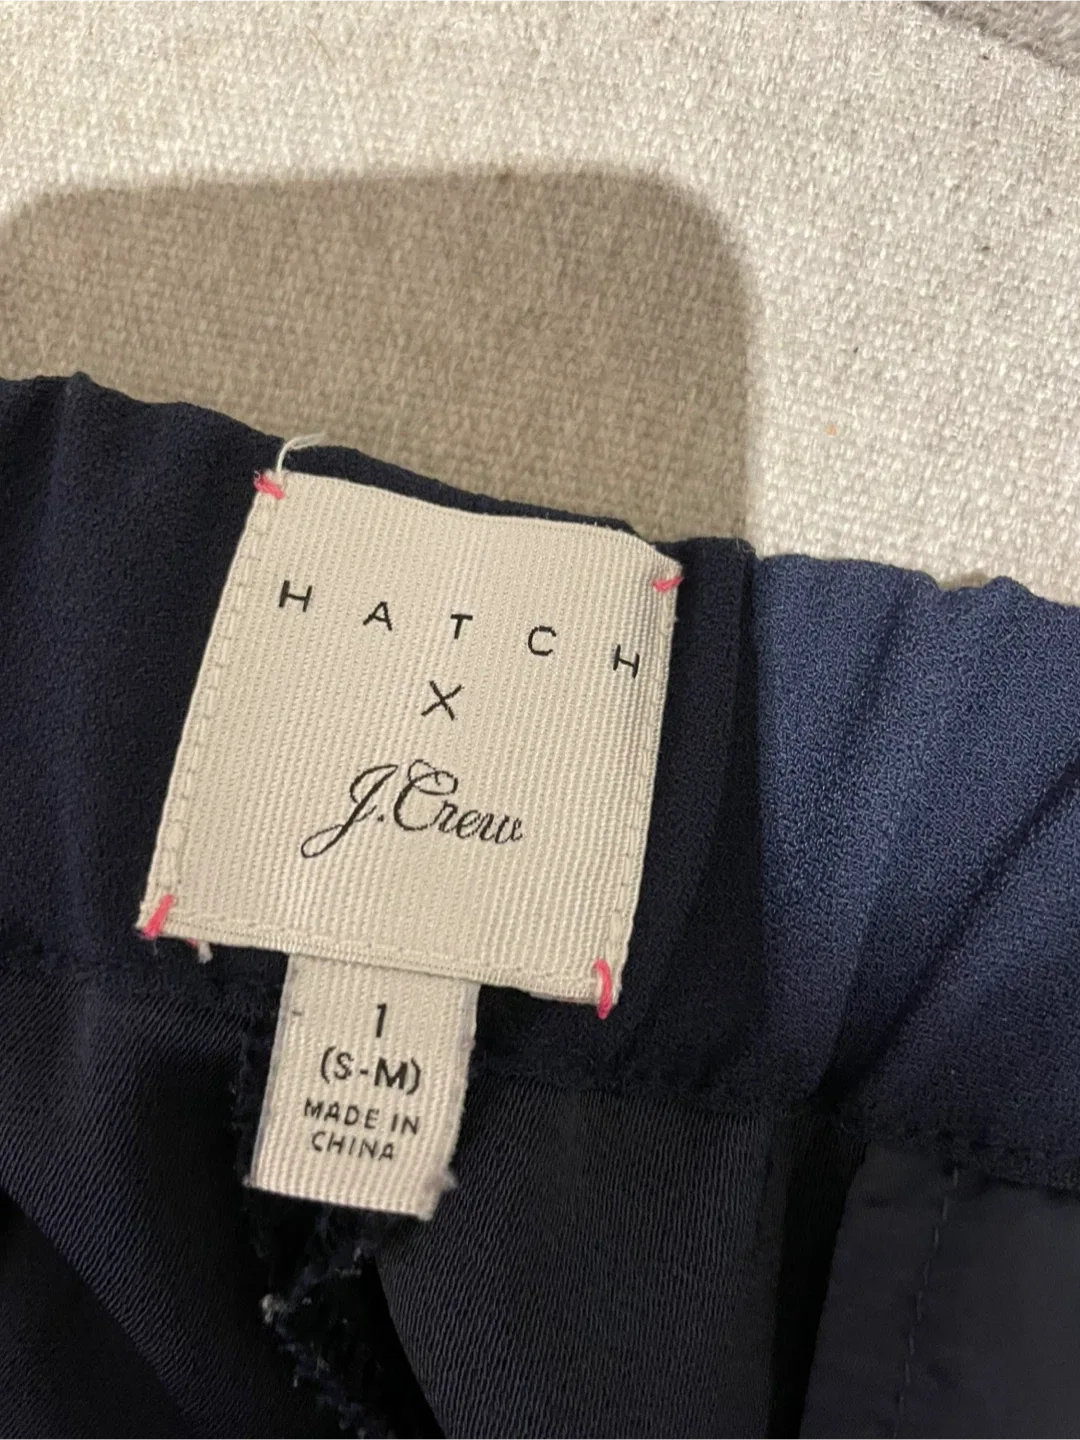 HATCH
X
J.Crew
1
(S-M)
MADE IN
CHINA